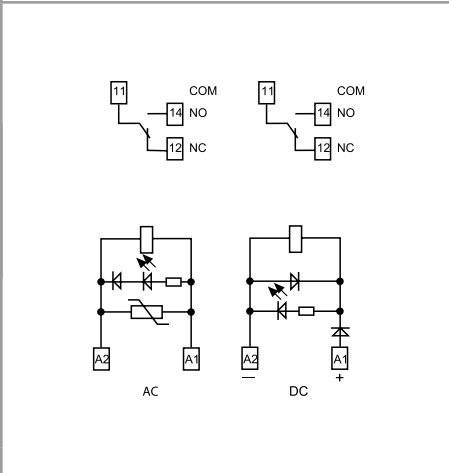 11 COM 11 COM
14 NO 14 NO
12 NC 12 NC
A2 A1 A2 A1
— +
AC DC